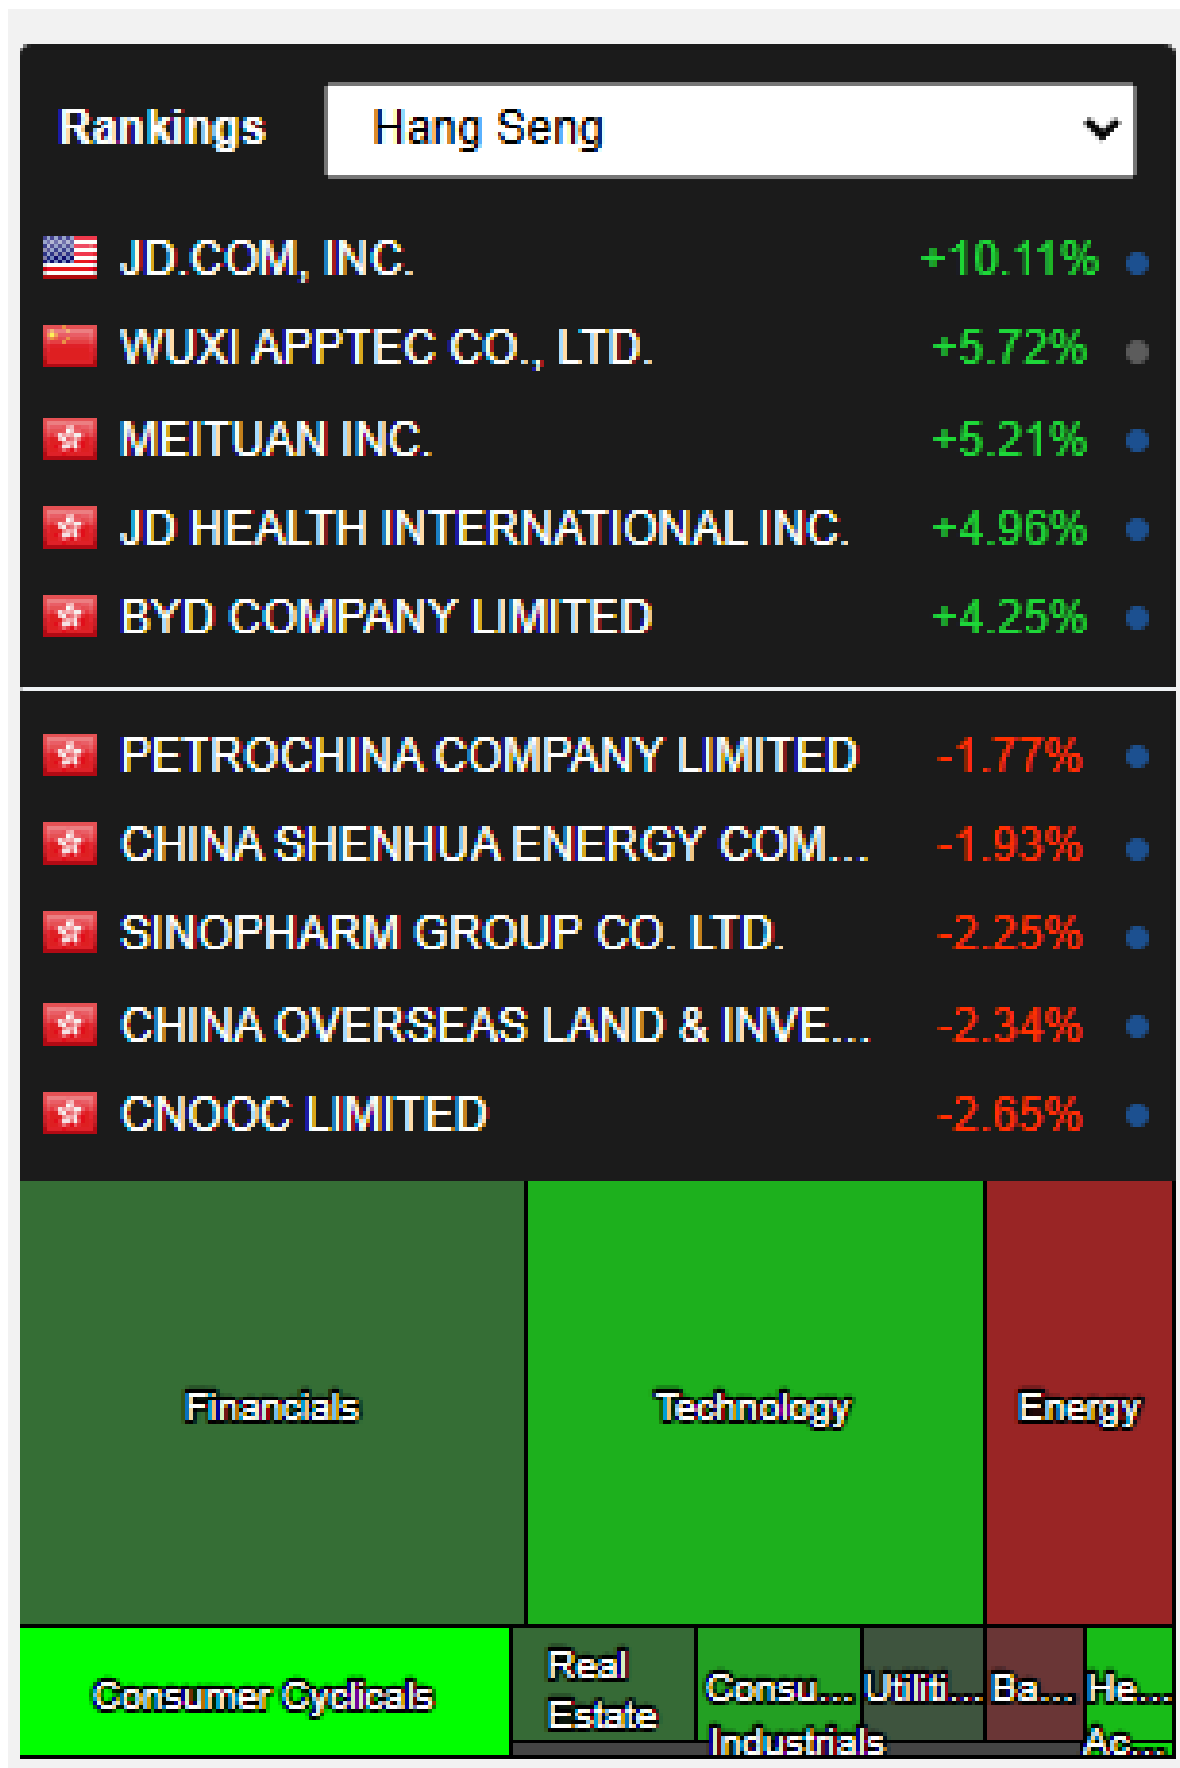 Rankings
Hang Seng
JD.COM, INC. +10.11%
WUXI APPTEC CO., LTD. +5.72%
MEITUAN INC. +5.21%
JD HEALTH INTERNATIONAL INC. +4.96%
BYD COMPANY LIMITED +4.25%
PETROCHINA COMPANY LIMITED -1.77%
CHINA SHENHUA ENERGY COM... -1.93%
SINOPHARM GROUP CO. LTD. -2.25%
CHINA OVERSEAS LAND & INVE... -2.34%
CNOOC LIMITED -2.65%
Financials
Technology
Energy
Consumer Cyclicals
Real
Estate
Consu...
Utiliti...
Ba...
He...
Industrials
Ac...